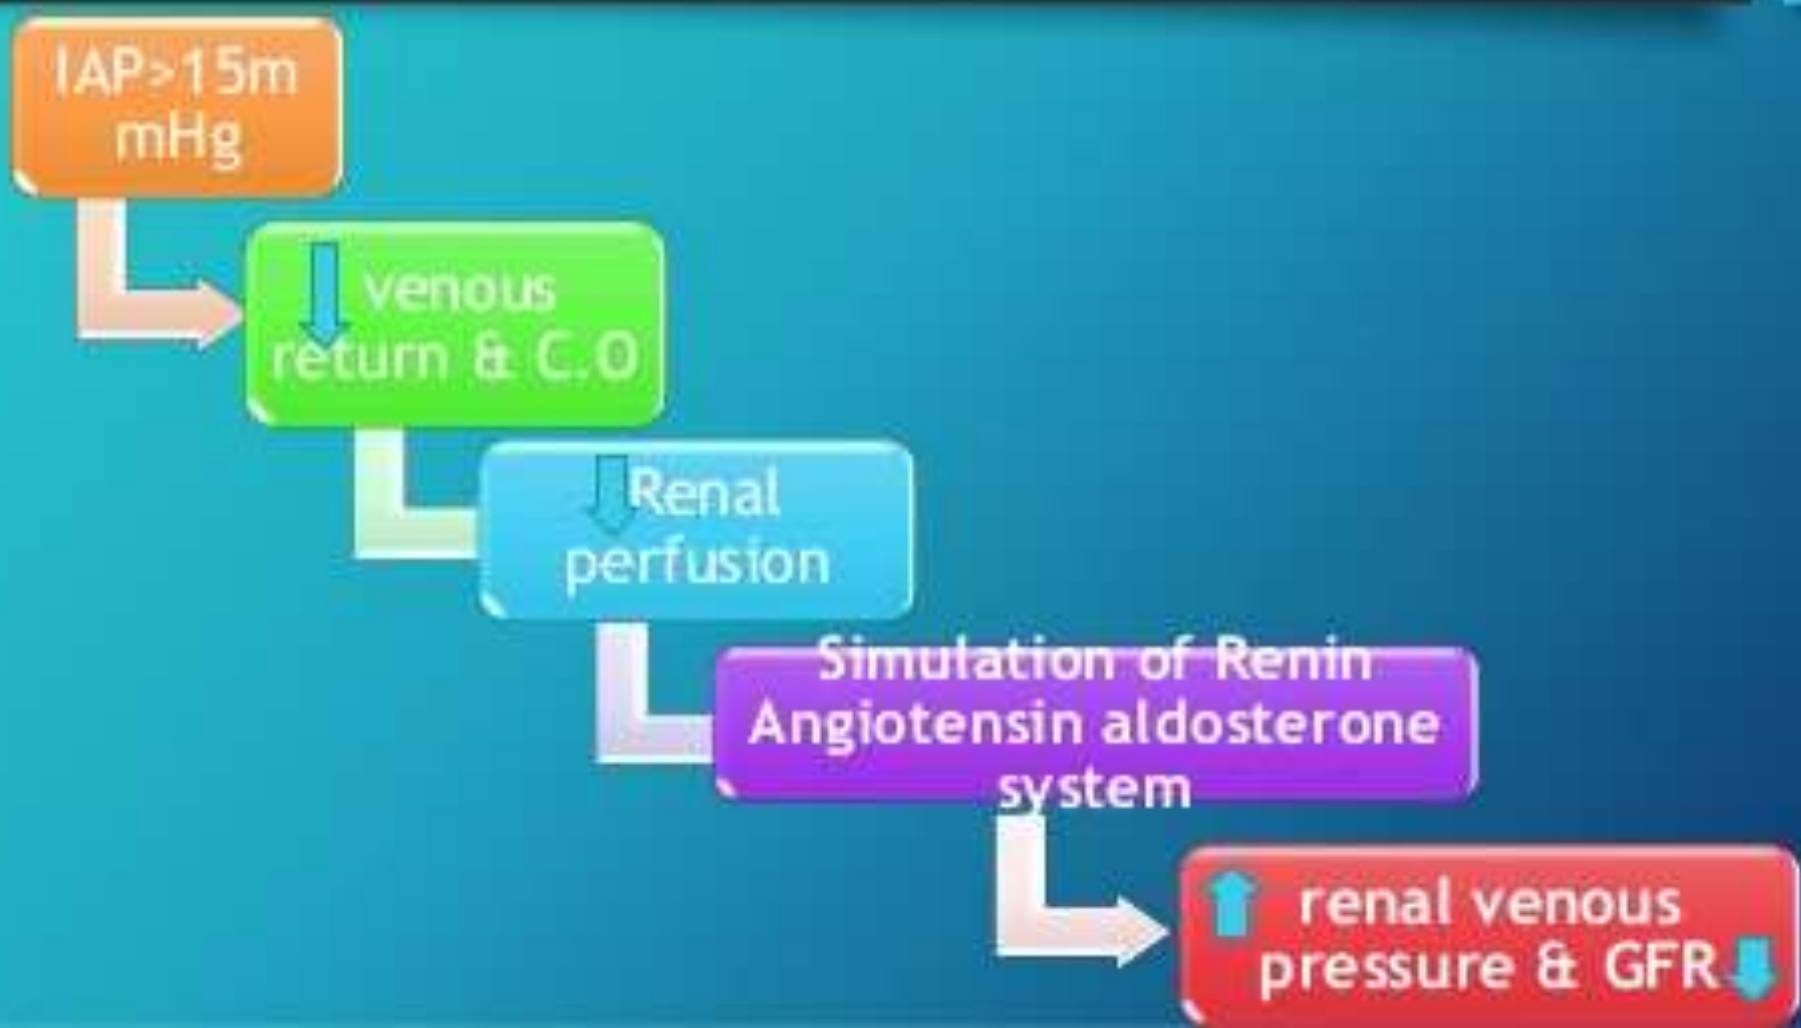 IAP>15m
mHg
venous
return & C.O
Renal
perfusion
Simulation of Renin
Angiotensin aldosterone
system
renal venous
pressure & GFR